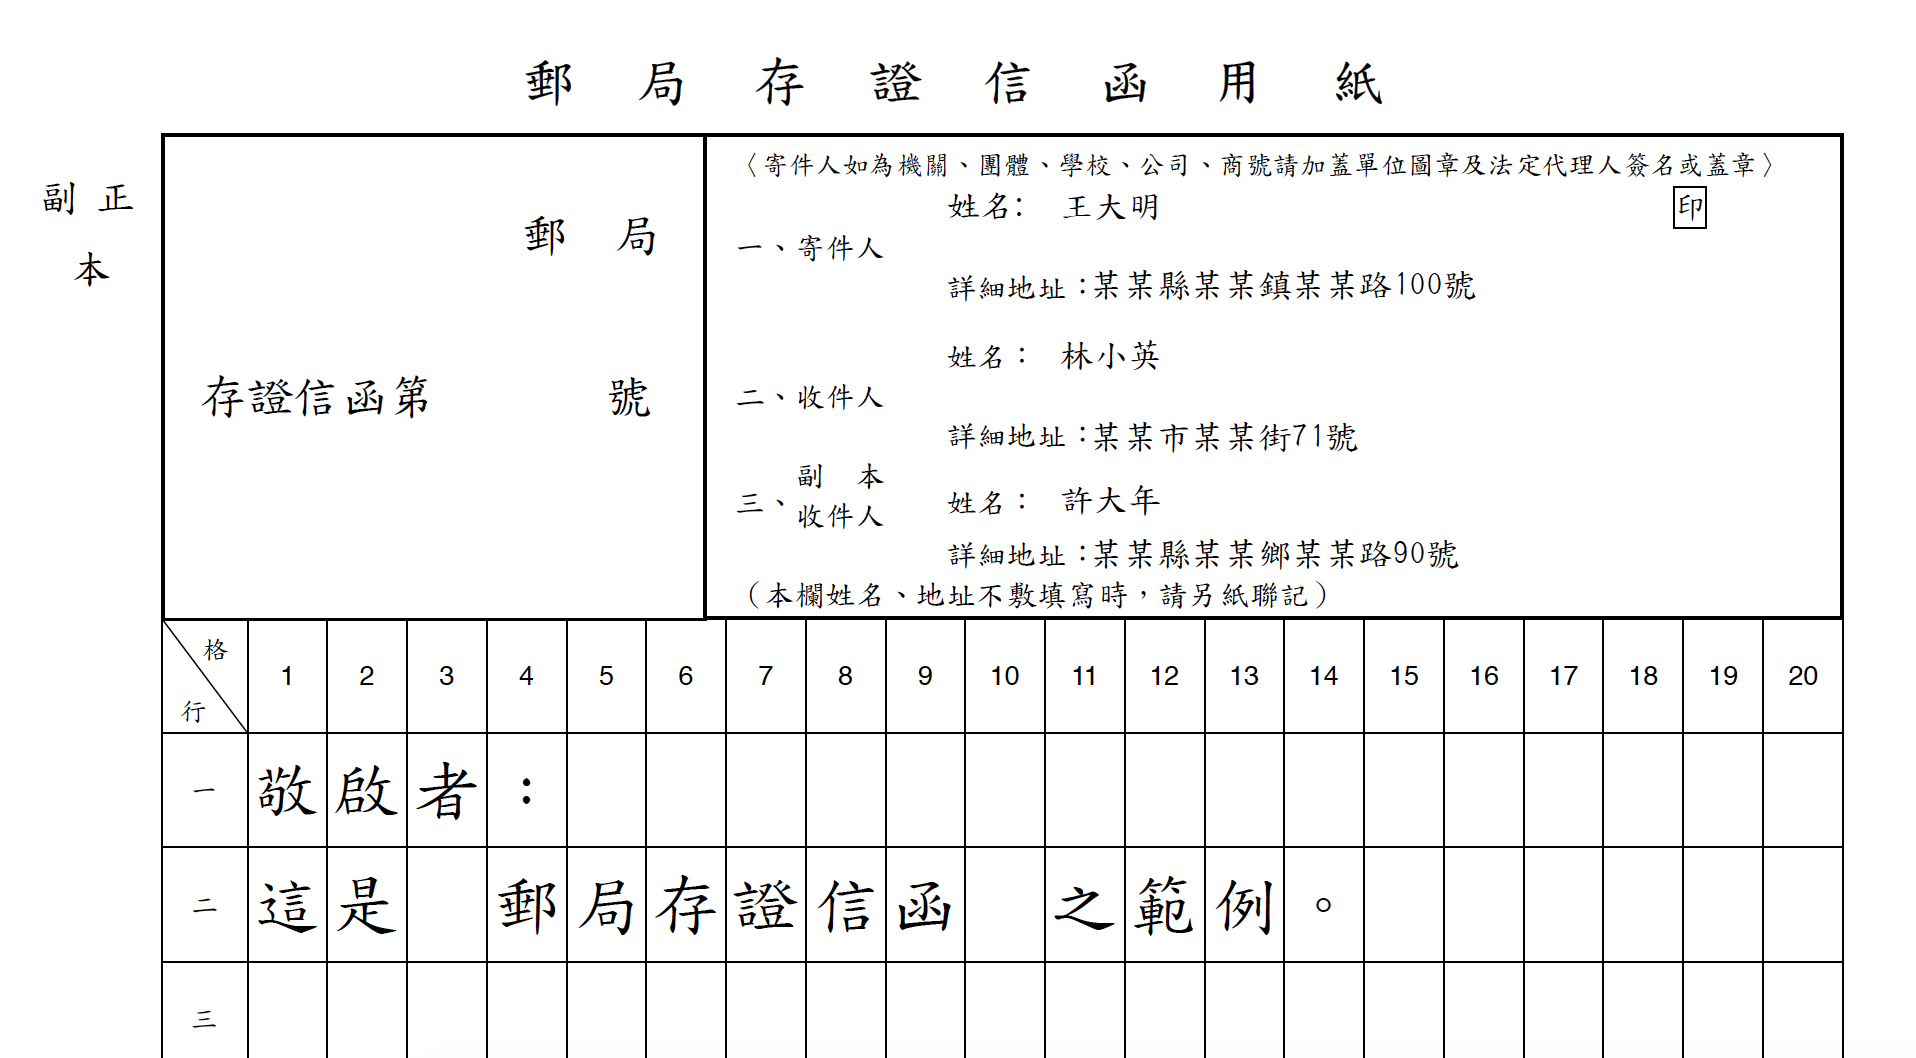 郵局存證信函用紙
副 正
本
郵 局
存證信函第 號
〈寄件人如為機關、團體、學校、公司、商號請加蓋單位圖章及法定代理人簽名或蓋章〉
一、寄件人
姓名： 王大明 印
詳細地址：某某縣某某鎮某某路100號
二、收件人
姓名： 林小英
詳細地址：某某市某某街71號
三、副 本
收件人
姓名： 許大年
詳細地址：某某縣某某鄉某某路90號
（本欄姓名、地址不敷填寫時，請另紙聯記）
格
行 1 2 3 4 5 6 7 8 9 10 11 12 13 14 15 16 17 18 19 20
一 敬啟者：
二 這是 郵局存證信函 之範例。
三